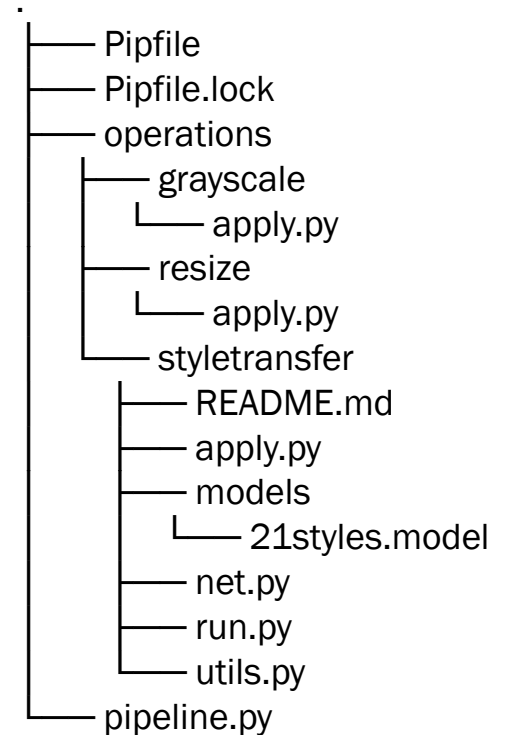 .
Pipfile
Pipfile.lock
operations
grayscale
apply.py
resize
apply.py
styletransfer
README.md
apply.py
models
21styles.model
net.py
run.py
utils.py
pipeline.py